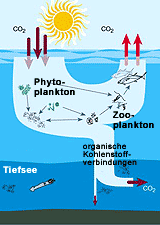 CO2
CO2
Phyto-
plankton
Zoo-
plankton
organische
Kohlenstoff-
verbindungen
Tiefsee
CO2